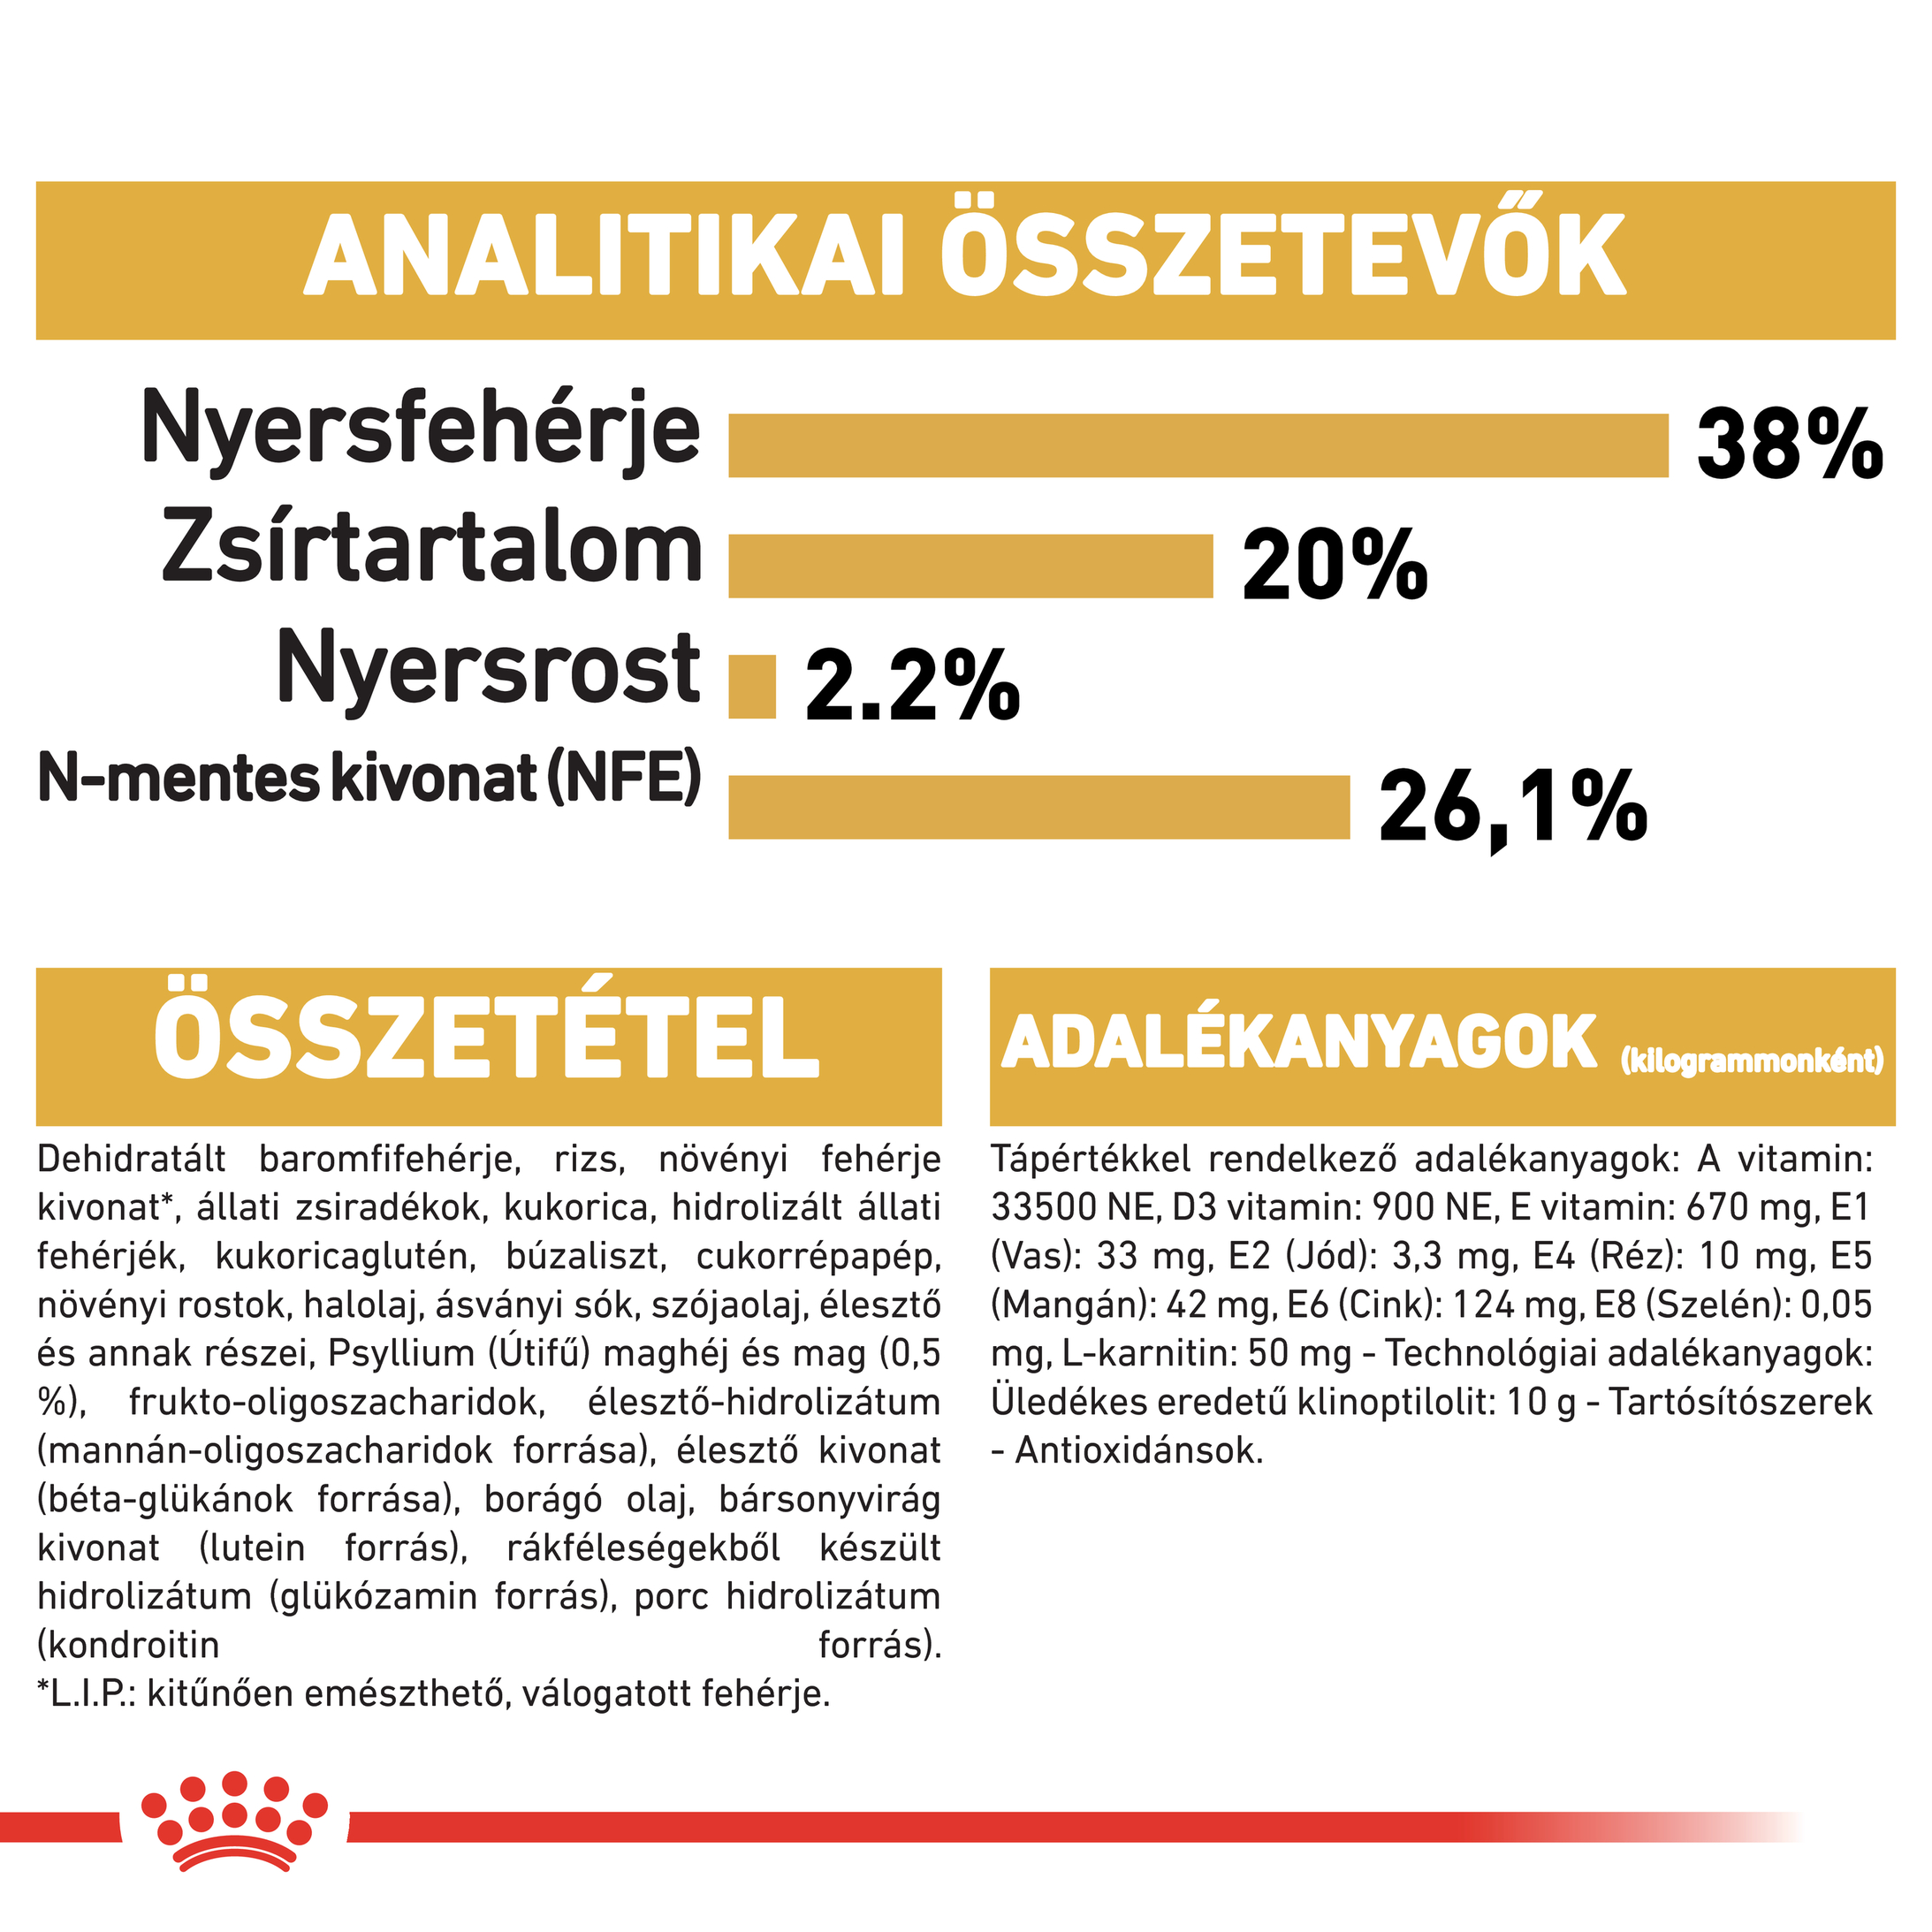 ANALITIKAI ÖSSZETEVŐK
Nyersfehérje 38%
Zsírtartalom 20%
Nyersrost 2.2%
N-mentes kivonat (NFE) 26,1%
ÖSSZETÉTEL
Dehidratált baromfifehérje, rizs, növényi fehérje
kivonat*, állati zsiradékok, kukorica, hidrolizált állati
fehérjék, kukoricaglutén, búzaliszt, cukorrépapép,
növényi rostok, halolaj, ásványi sók, szójaolaj, élesztő
és annak részei, Psyllium (Útifű) maghéj és mag (0,5
%), frukto-oligoszacharidok, élesztő-hidrolizátum
(mannán-oligoszacharidok forrása), élesztő kivonat
(béta-glükánok forrása), borágó olaj, bársonyvirág
kivonat (lutein forrás), rákféleségekből készült
hidrolizátum (glükózamin forrás), porc hidrolizátum
(kondroitin forrás).
*L.I.P.: kitűnően emészthető, válogatott fehérje.
ADALÉKANYAGOK (kilogrammonként)
Tápértékkel rendelkező adalékanyagok: A vitamin:
33500 NE, D3 vitamin: 900 NE, E vitamin: 670 mg, E1
(Vas): 33 mg, E2 (Jód): 3,3 mg, E4 (Réz): 10 mg, E5
(Mangán): 42 mg, E6 (Cink): 124 mg, E8 (Szelén): 0,05
mg, L-karnitin: 50 mg - Technológiai adalékanyagok:
Üledékes eredetű klinoptilolit: 10 g - Tartósítószerek
- Antioxidánsok.